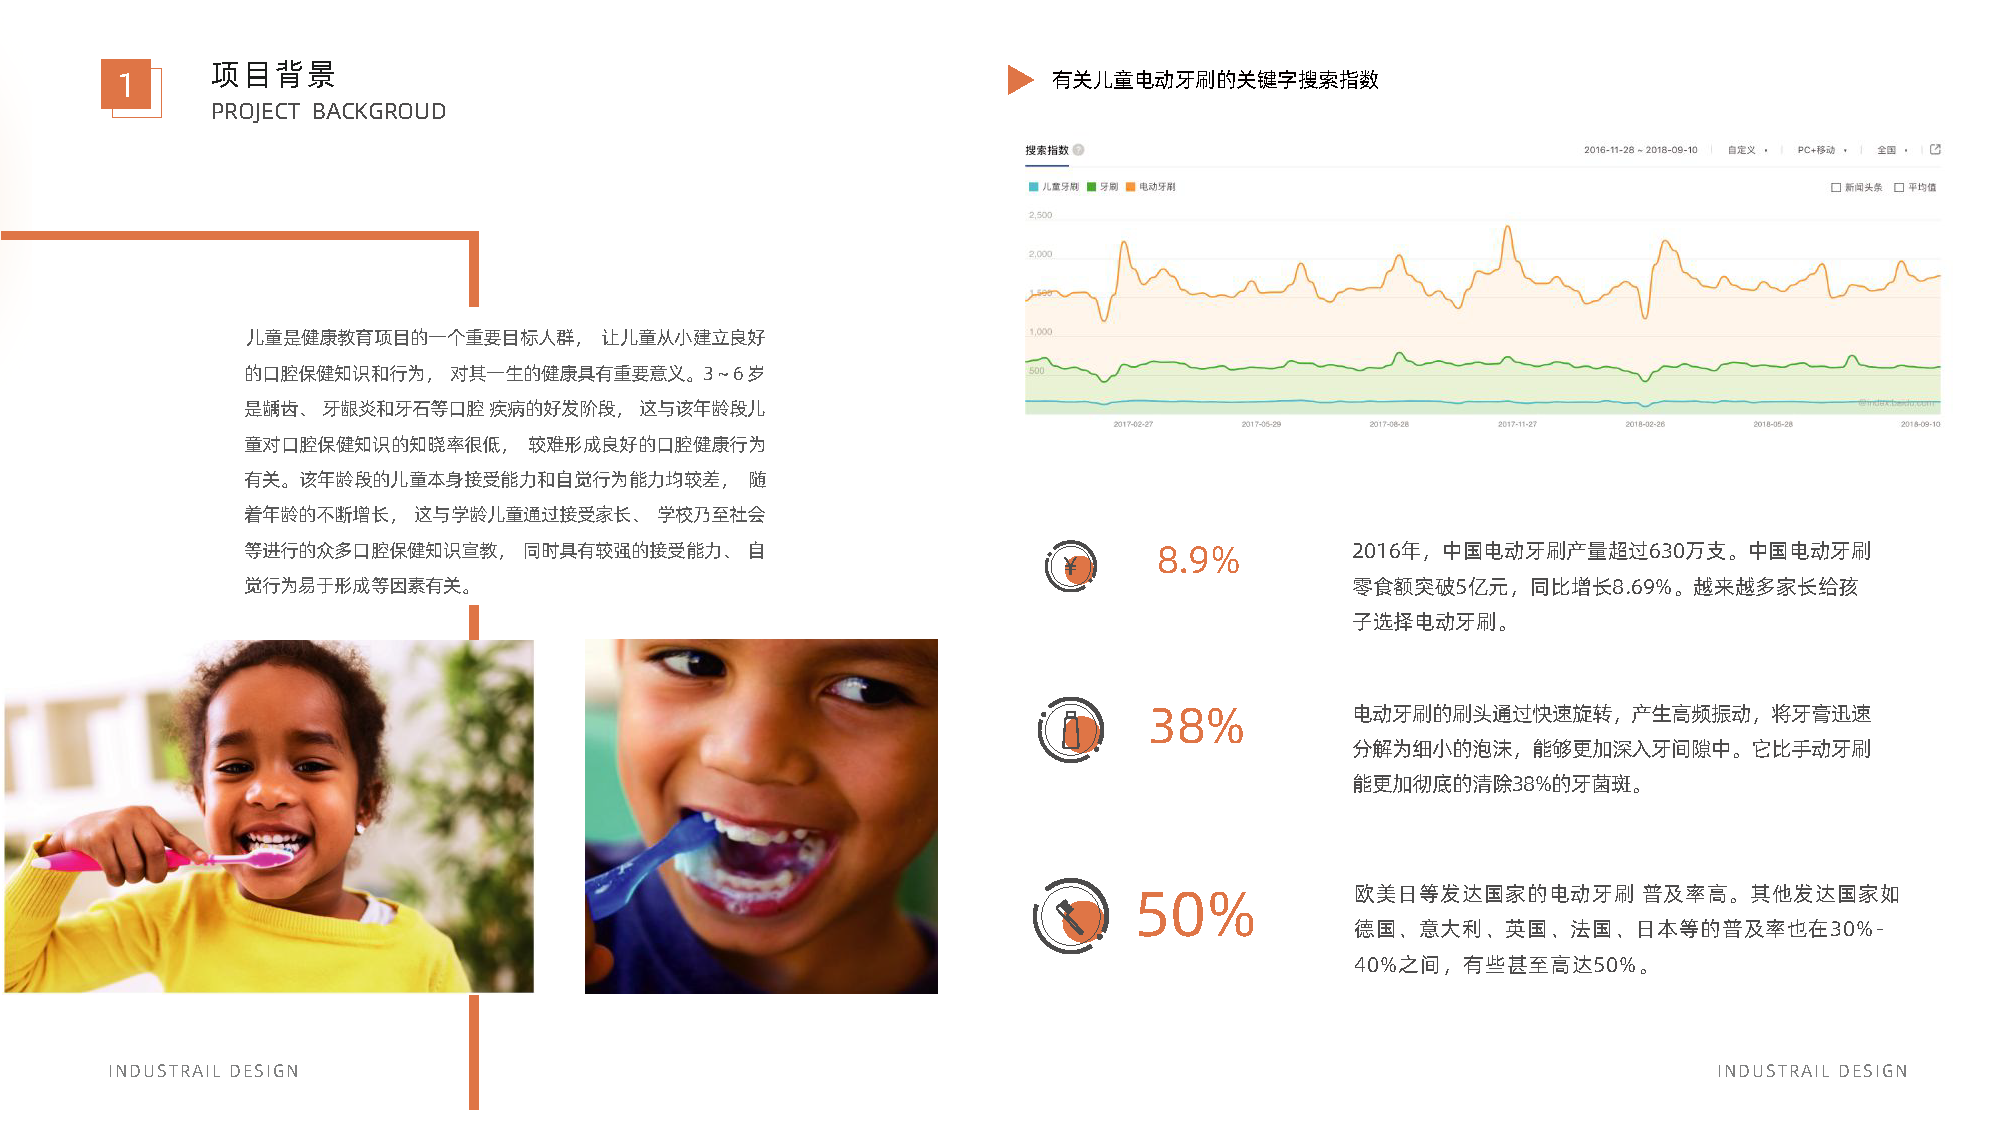 1
项目背景
PROJECT BACKGROUD
儿童是健康教育项目的一个重要目标人群， 让儿童从小建立良好
的口腔保健知识和行为， 对其一生的健康具有重要意义。3 ~ 6 岁
是龋齿、 牙龈炎和牙石等口腔 疾病的好发阶段， 这与该年龄段儿
童对口腔保健知识的知晓率很低， 较难形成良好的口腔健康行为
有关。该年龄段的儿童本身接受能力和自觉行为能力均较差， 随
着年龄的不断增长， 这与学龄儿童通过接受家长、 学校乃至社会
等进行的众多口腔保健知识宣教， 同时具有较强的接受能力、 自
觉行为易于形成等因素有关。
INDUSTRAIL DESIGN
有关儿童电动牙刷的关键字搜索指数
搜索指数 ?
2016-11-28 ~ 2018-09-10 自定义 PC+移动 全国
儿童牙刷 牙刷 电动牙刷
新闻头条 平均值
2,500
2,000
1,500
1,000
500
@index.baidu.com
2017-02-27 2017-05-29 2017-08-28 2017-11-27 2018-02-26 2018-05-28 2018-09-10
¥
8.9%
2016年，中国电动牙刷产量超过630万支。中国电动牙刷
零食额突破5亿元，同比增长8.69%。越来越多家长给孩
子选择电动牙刷。
38%
电动牙刷的刷头通过快速旋转，产生高频振动，将牙膏迅速
分解为细小的泡沫，能够更加深入牙间隙中。它比手动牙刷
能更加彻底的清除38%的牙菌斑。
50%
欧美日等发达国家的电动牙刷 普及率高。其他发达国家如
德国、意大利、英国、法国、日本等的普及率也在30%-
40%之间，有些甚至高达50%。
INDUSTRAIL DESIGN